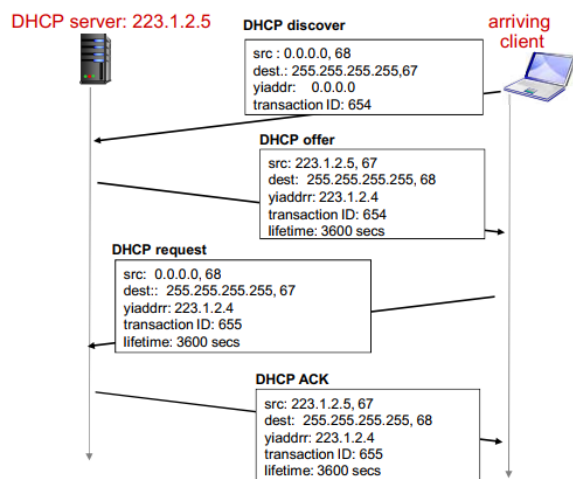 DHCP server: 223.1.2.5
arriving
client
DHCP discover
src : 0.0.0.0, 68
dest.: 255.255.255.255,67
yiaddr: 0.0.0.0
transaction ID: 654
DHCP offer
src: 223.1.2.5, 67
dest: 255.255.255.255, 68
yiaddrr: 223.1.2.4
transaction ID: 654
lifetime: 3600 secs
DHCP request
src: 0.0.0.0, 68
dest:: 255.255.255.255, 67
yiaddrr: 223.1.2.4
transaction ID: 655
lifetime: 3600 secs
DHCP ACK
src: 223.1.2.5, 67
dest: 255.255.255.255, 68
yiaddrr: 223.1.2.4
transaction ID: 655
lifetime: 3600 secs